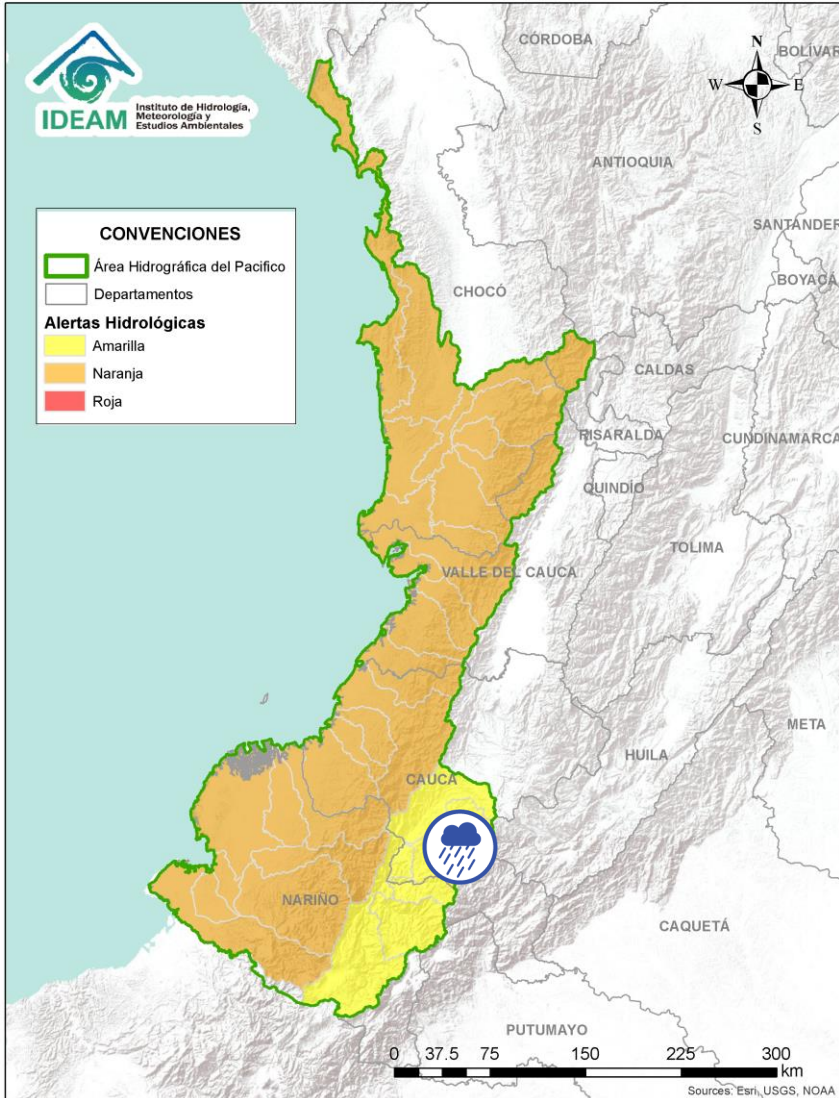 CÓRDOBA
BOLÍVAR
N
W E
S
IDEAM
Instituto de Hidrología,
Meteorología y
Estudios Ambientales
ANTIOQUIA
SANTANDER
CONVENCIONES
Área Hidrográfica del Pacifico
Departamentos
Alertas Hidrológicas
Amarilla
Naranja
Roja
BOYACÁ
CHOCÓ
CALDAS
RISARALDA
CUNDINAMARCA
QUINDÍO
TOLIMA
VALLE DEL CAUCA
META
HUILA
CAUCA
NARIÑO
CAQUETÁ
PUTUMAYO
0 37.5 75 150 225 300
km
Sources: Esri, USGS, NOAA